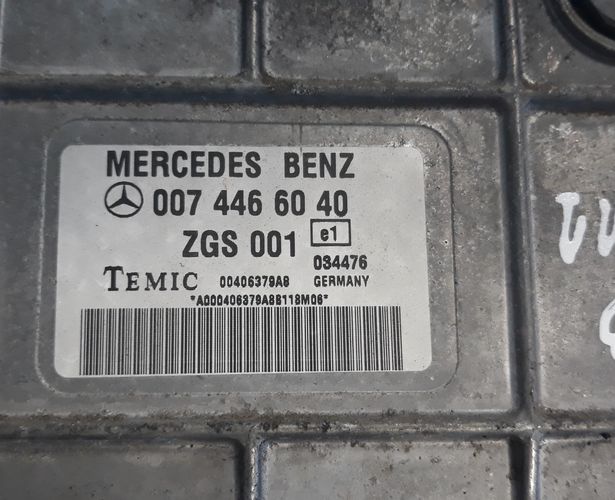 MERCEDES BENZ
007 446 60 40
ZGS 001 e1
034476
TEMIC 00406379A8 GERMANY
*A000406379A8B118M06*